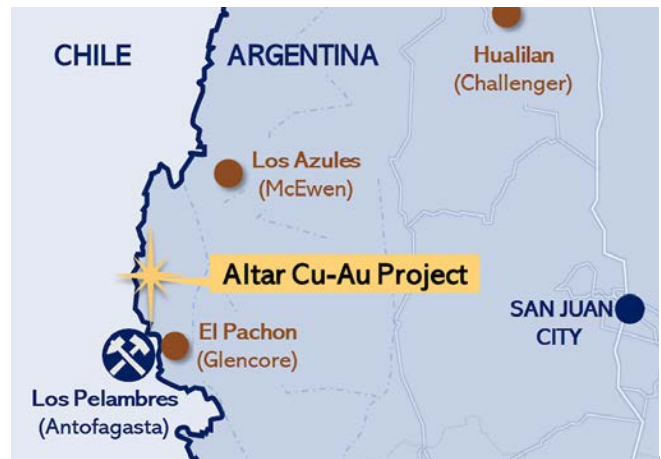 CHILE
ARGENTINA
Hualilan
(Challenger)
Los Azules
(McEwen)
Altar Cu-Au Project
SAN JUAN
CITY
El Pachon
(Glencore)
Los Pelambres
(Antofagasta)